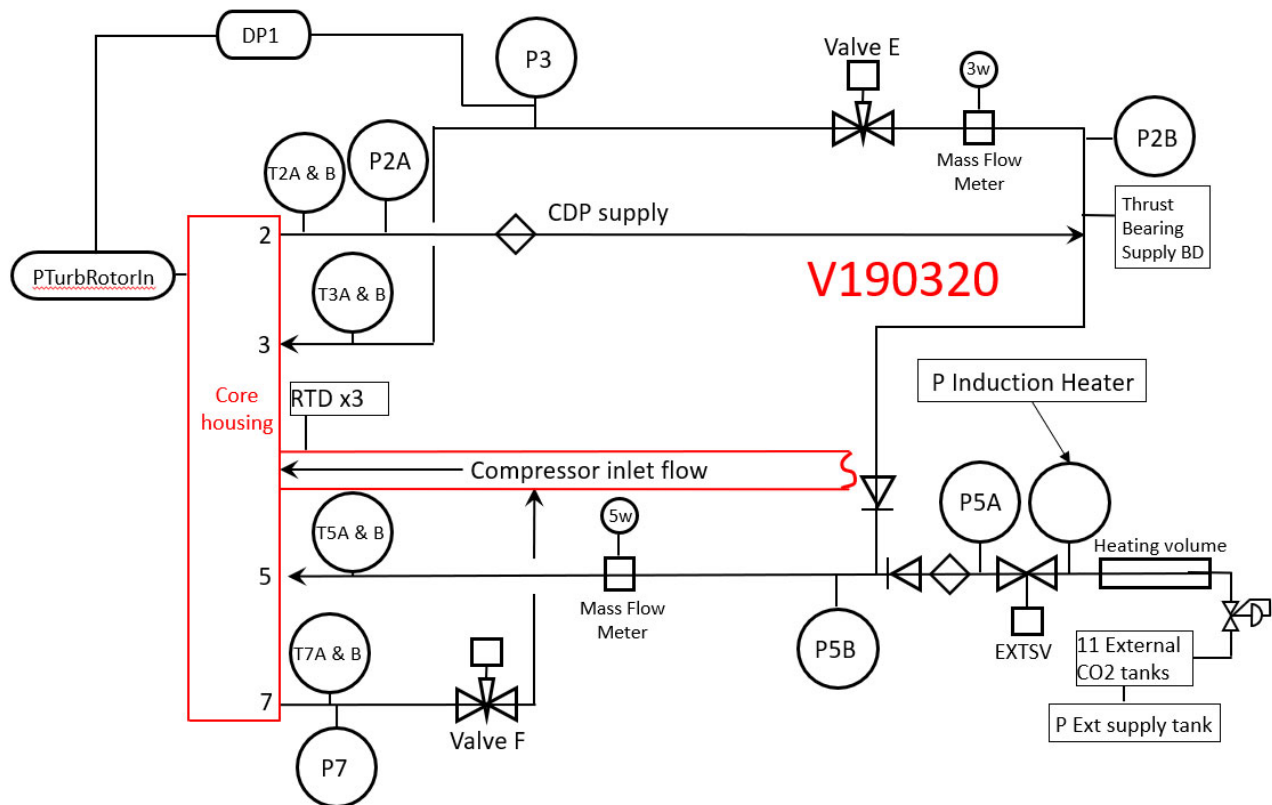 DP1
P3
Valve E
3w
P2B
Mass Flow
Meter
T2A & B
P2A
CDP supply
Thrust
Bearing
Supply BD
2
PTurbRotorIn
T3A & B
V190320
3
Core
housing
RTD x3
P Induction Heater
Compressor inlet flow
T5A & B
5w
P5A
Heating volume
5
Mass Flow
Meter
P5B
EXTSV
11 External
CO2 tanks
T7A & B
7
Valve F
P Ext supply tank
P7